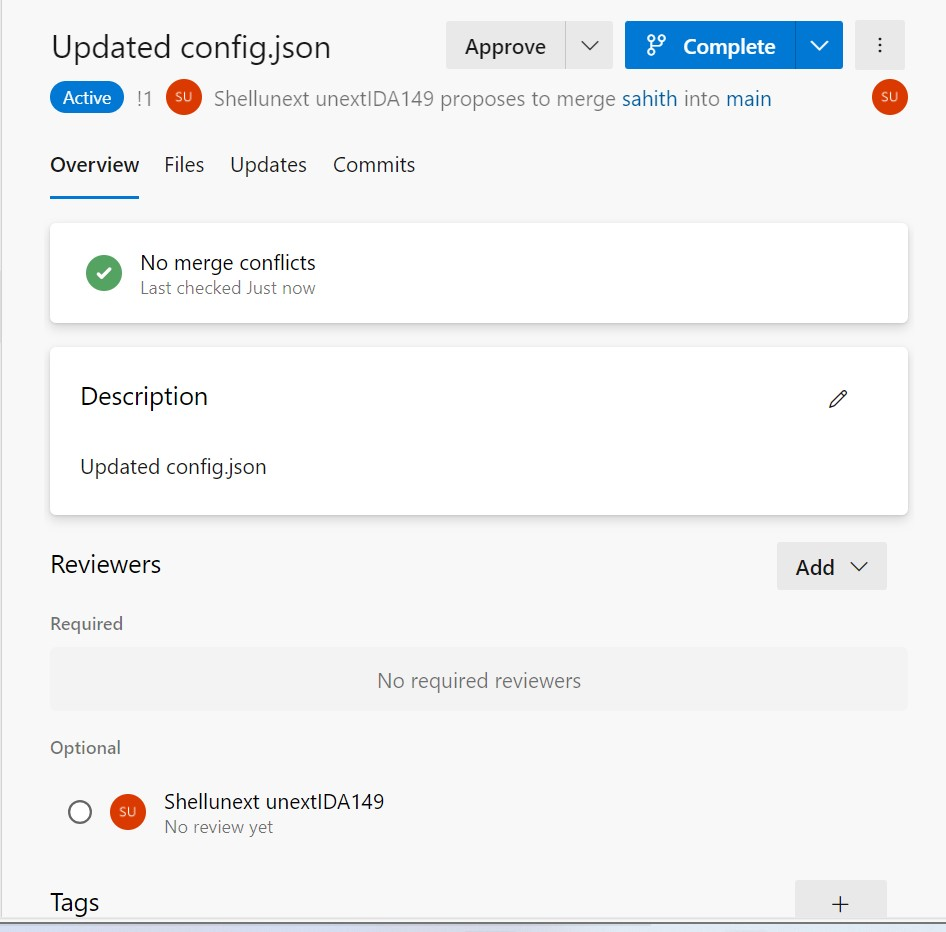 Updated config.json
Approve
Complete
Active !1 SU Shellunext unextIDA149 proposes to merge sahith into main SU
Overview Files Updates Commits
No merge conflicts
Last checked Just now
Description
Updated config.json
Reviewers
Add
Required
No required reviewers
Optional
SU Shellunext unextIDA149
No review yet
Tags